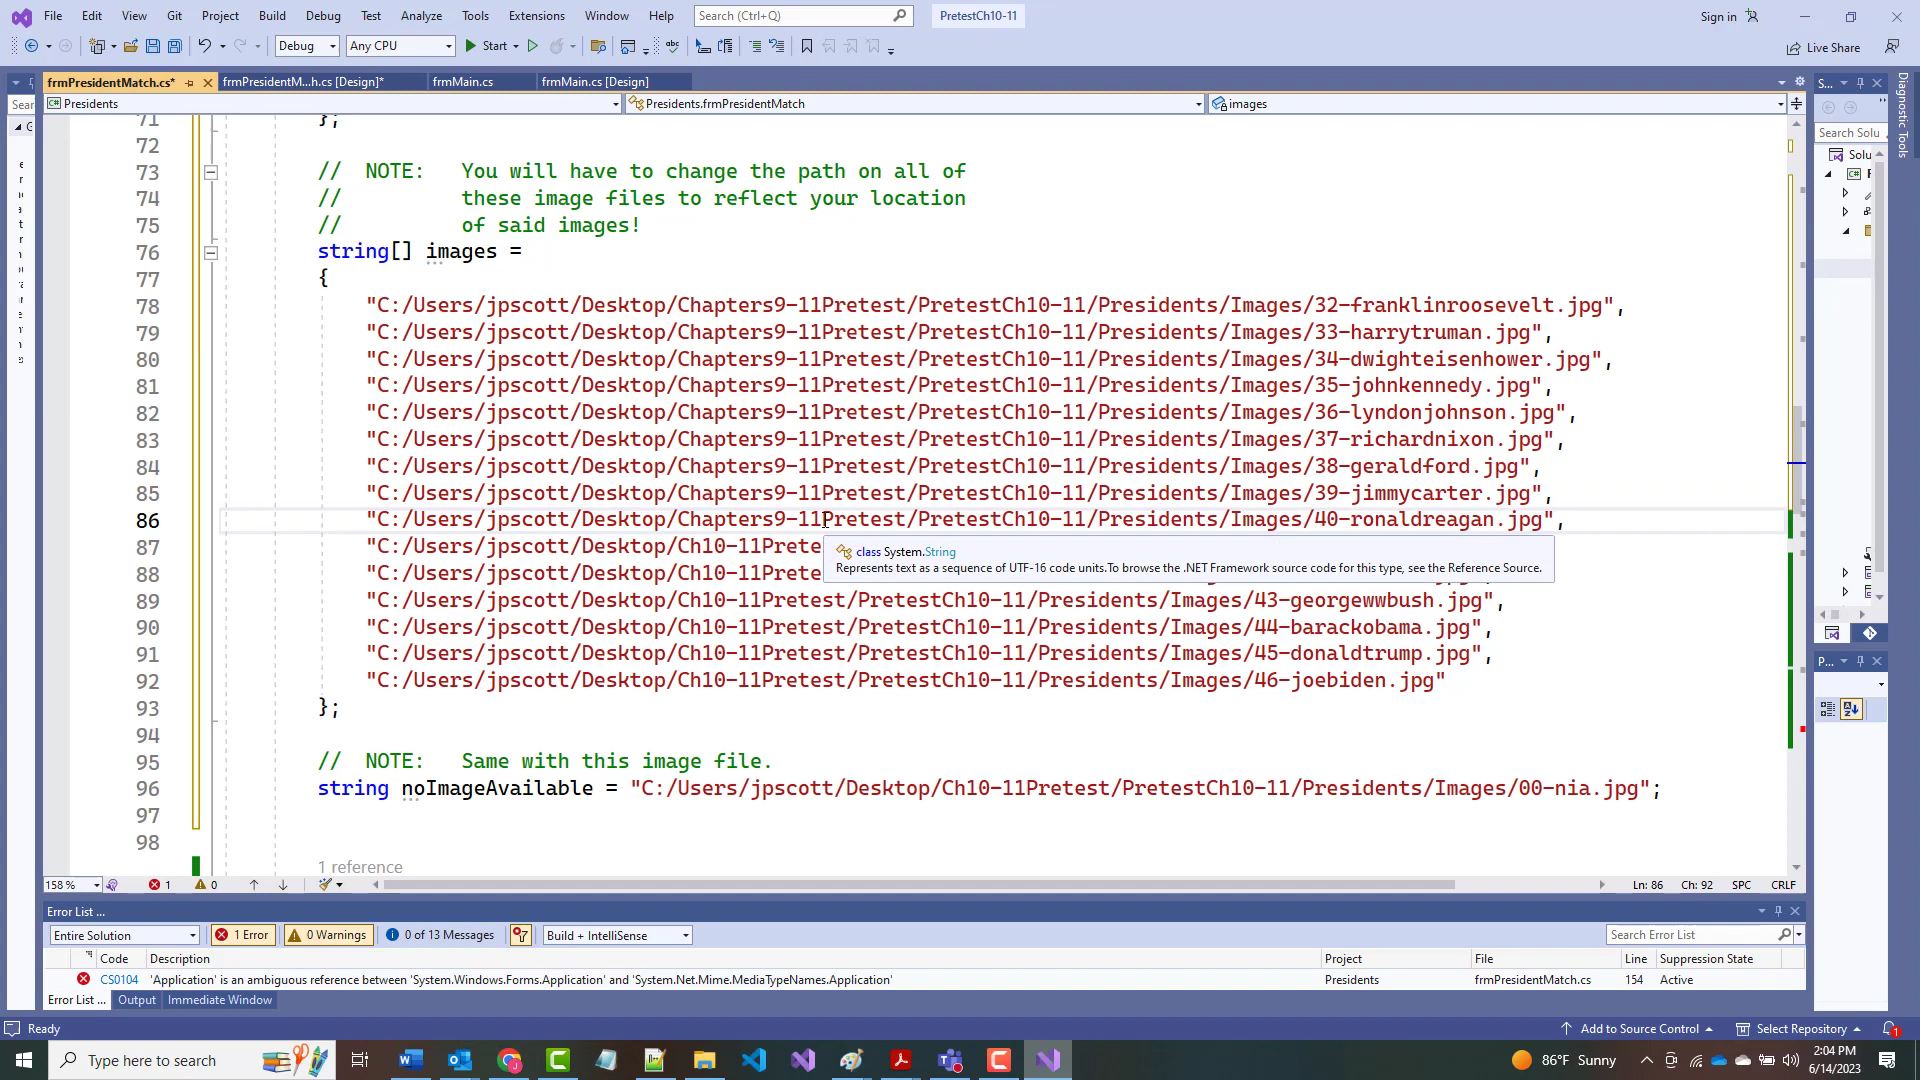 File Edit View Git Project Build Debug Test Analyze Tools Extensions Window Help Search (Ctrl+Q) PretestCh10-11 Sign in
Debug Any CPU Start Live Share
frmPresidentMatch.cs* frmPresidentM...h.cs [Design]* frmMain.cs frmMain.cs [Design] S...
Presidents Presidents.frmPresidentMatch images
71 };
72
73 // NOTE: You will have to change the path on all of
74 // these image files to reflect your location
75 // of said images!
76 string[] images =
77 {
78 "C:/Users/jpscott/Desktop/Chapters9-11Pretest/PretestCh10-11/Presidents/Images/32-franklinroosevelt.jpg",
79 "C:/Users/jpscott/Desktop/Chapters9-11Pretest/PretestCh10-11/Presidents/Images/33-harrytruman.jpg",
80 "C:/Users/jpscott/Desktop/Chapters9-11Pretest/PretestCh10-11/Presidents/Images/34-dwighteisenhower.jpg",
81 "C:/Users/jpscott/Desktop/Chapters9-11Pretest/PretestCh10-11/Presidents/Images/35-johnkennedy.jpg",
82 "C:/Users/jpscott/Desktop/Chapters9-11Pretest/PretestCh10-11/Presidents/Images/36-lyndonjohnson.jpg",
83 "C:/Users/jpscott/Desktop/Chapters9-11Pretest/PretestCh10-11/Presidents/Images/37-richardnixon.jpg",
84 "C:/Users/jpscott/Desktop/Chapters9-11Pretest/PretestCh10-11/Presidents/Images/38-geraldford.jpg",
85 "C:/Users/jpscott/Desktop/Chapters9-11Pretest/PretestCh10-11/Presidents/Images/39-jimmycarter.jpg",
86 "C:/Users/jpscott/Desktop/Chapters9-11Pretest/PretestCh10-11/Presidents/Images/40-ronaldreagan.jpg",
87 "C:/Users/jpscott/Desktop/Ch10-11Prete
class System.String
Represents text as a sequence of UTF-16 code units.To browse the .NET Framework source code for this type, see the Reference Source.
88 "C:/Users/jpscott/Desktop/Ch10-11Prete
89 "C:/Users/jpscott/Desktop/Ch10-11Pretest/PretestCh10-11/Presidents/Images/43-georgewwbush.jpg",
90 "C:/Users/jpscott/Desktop/Ch10-11Pretest/PretestCh10-11/Presidents/Images/44-barackobama.jpg",
91 "C:/Users/jpscott/Desktop/Ch10-11Pretest/PretestCh10-11/Presidents/Images/45-donaldtrump.jpg",
92 "C:/Users/jpscott/Desktop/Ch10-11Pretest/PretestCh10-11/Presidents/Images/46-joebiden.jpg"
93 };
94
95 // NOTE: Same with this image file.
96 string noImageAvailable = "C:/Users/jpscott/Desktop/Ch10-11Pretest/PretestCh10-11/Presidents/Images/00-nia.jpg";
97
98
1 reference
158 % 1 0 Ln: 86 Ch: 92 SPC CRLF
Error List ...
Entire Solution 1 Error 0 Warnings 0 of 13 Messages Build + IntelliSense Search Error List
Code Description Project File Line Suppression State
CS0104 'Application' is an ambiguous reference between 'System.Windows.Forms.Application' and 'System.Net.Mime.MediaTypeNames.Application' Presidents frmPresidentMatch.cs 154 Active
Error List ... Output Immediate Window
Search Solu
Solu
P...
Diagnostic Tools
Ready Add to Source Control Select Repository 1
Type here to search 86°F Sunny 2:04 PM
6/14/2023